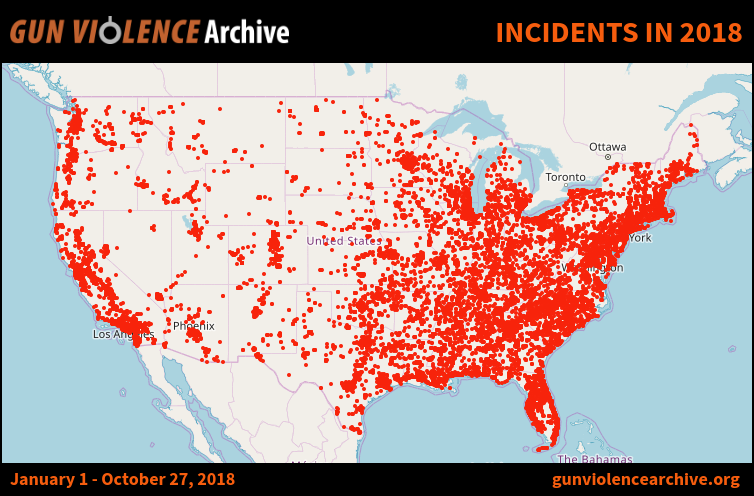 GUN VIOLENCE Archive
INCIDENTS IN 2018
Ottawa
Toronto
United States
York
Washington
Los Angeles
Phoenix
The Bahamas
January 1 - October 27, 2018
gunviolencearchive.org